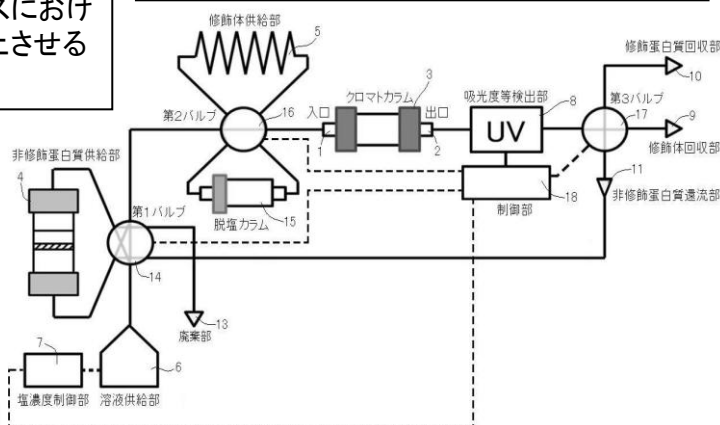 スにおけ
上させる
修飾体供給部
5
修飾蛋白質回収部
10
第2バルブ
16
クロマトカラム
3
入口
出口
1
2
吸光度等検出部
8
UV
第3バルブ
17
9
修飾体回収部
11
非修飾蛋白質還流部
18
制御部
非修飾蛋白質供給部
4
第1バルブ
14
15
脱塩カラム
13
廃棄部
7
塩濃度制御部
6
溶液供給部